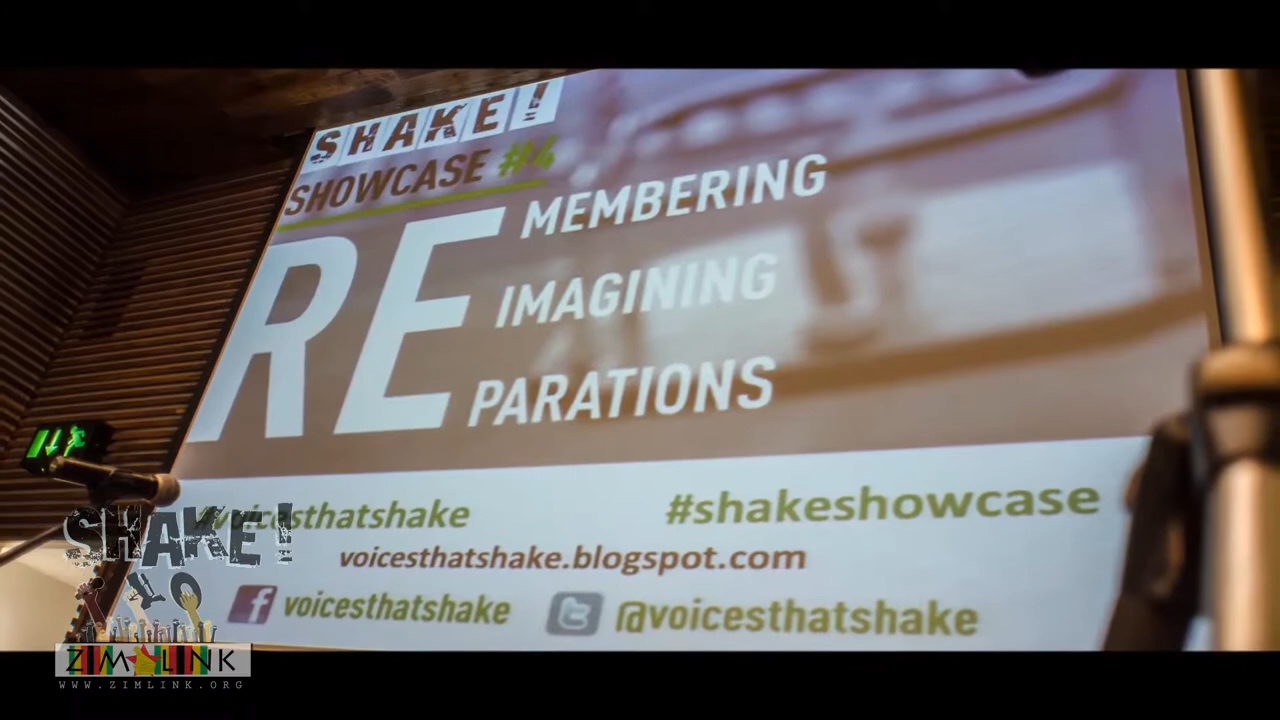 SHAKE!
SHOWCASE #4
RE
MEMBERING
IMAGINING
PARATIONS
#voicesthatshake
#shakeshowcase
voicesthatshake.blogspot.com
f voicesthatshake
t @voicesthatshake
SHAKE!
ZIMLINK
WWW.ZIMLINK.ORG